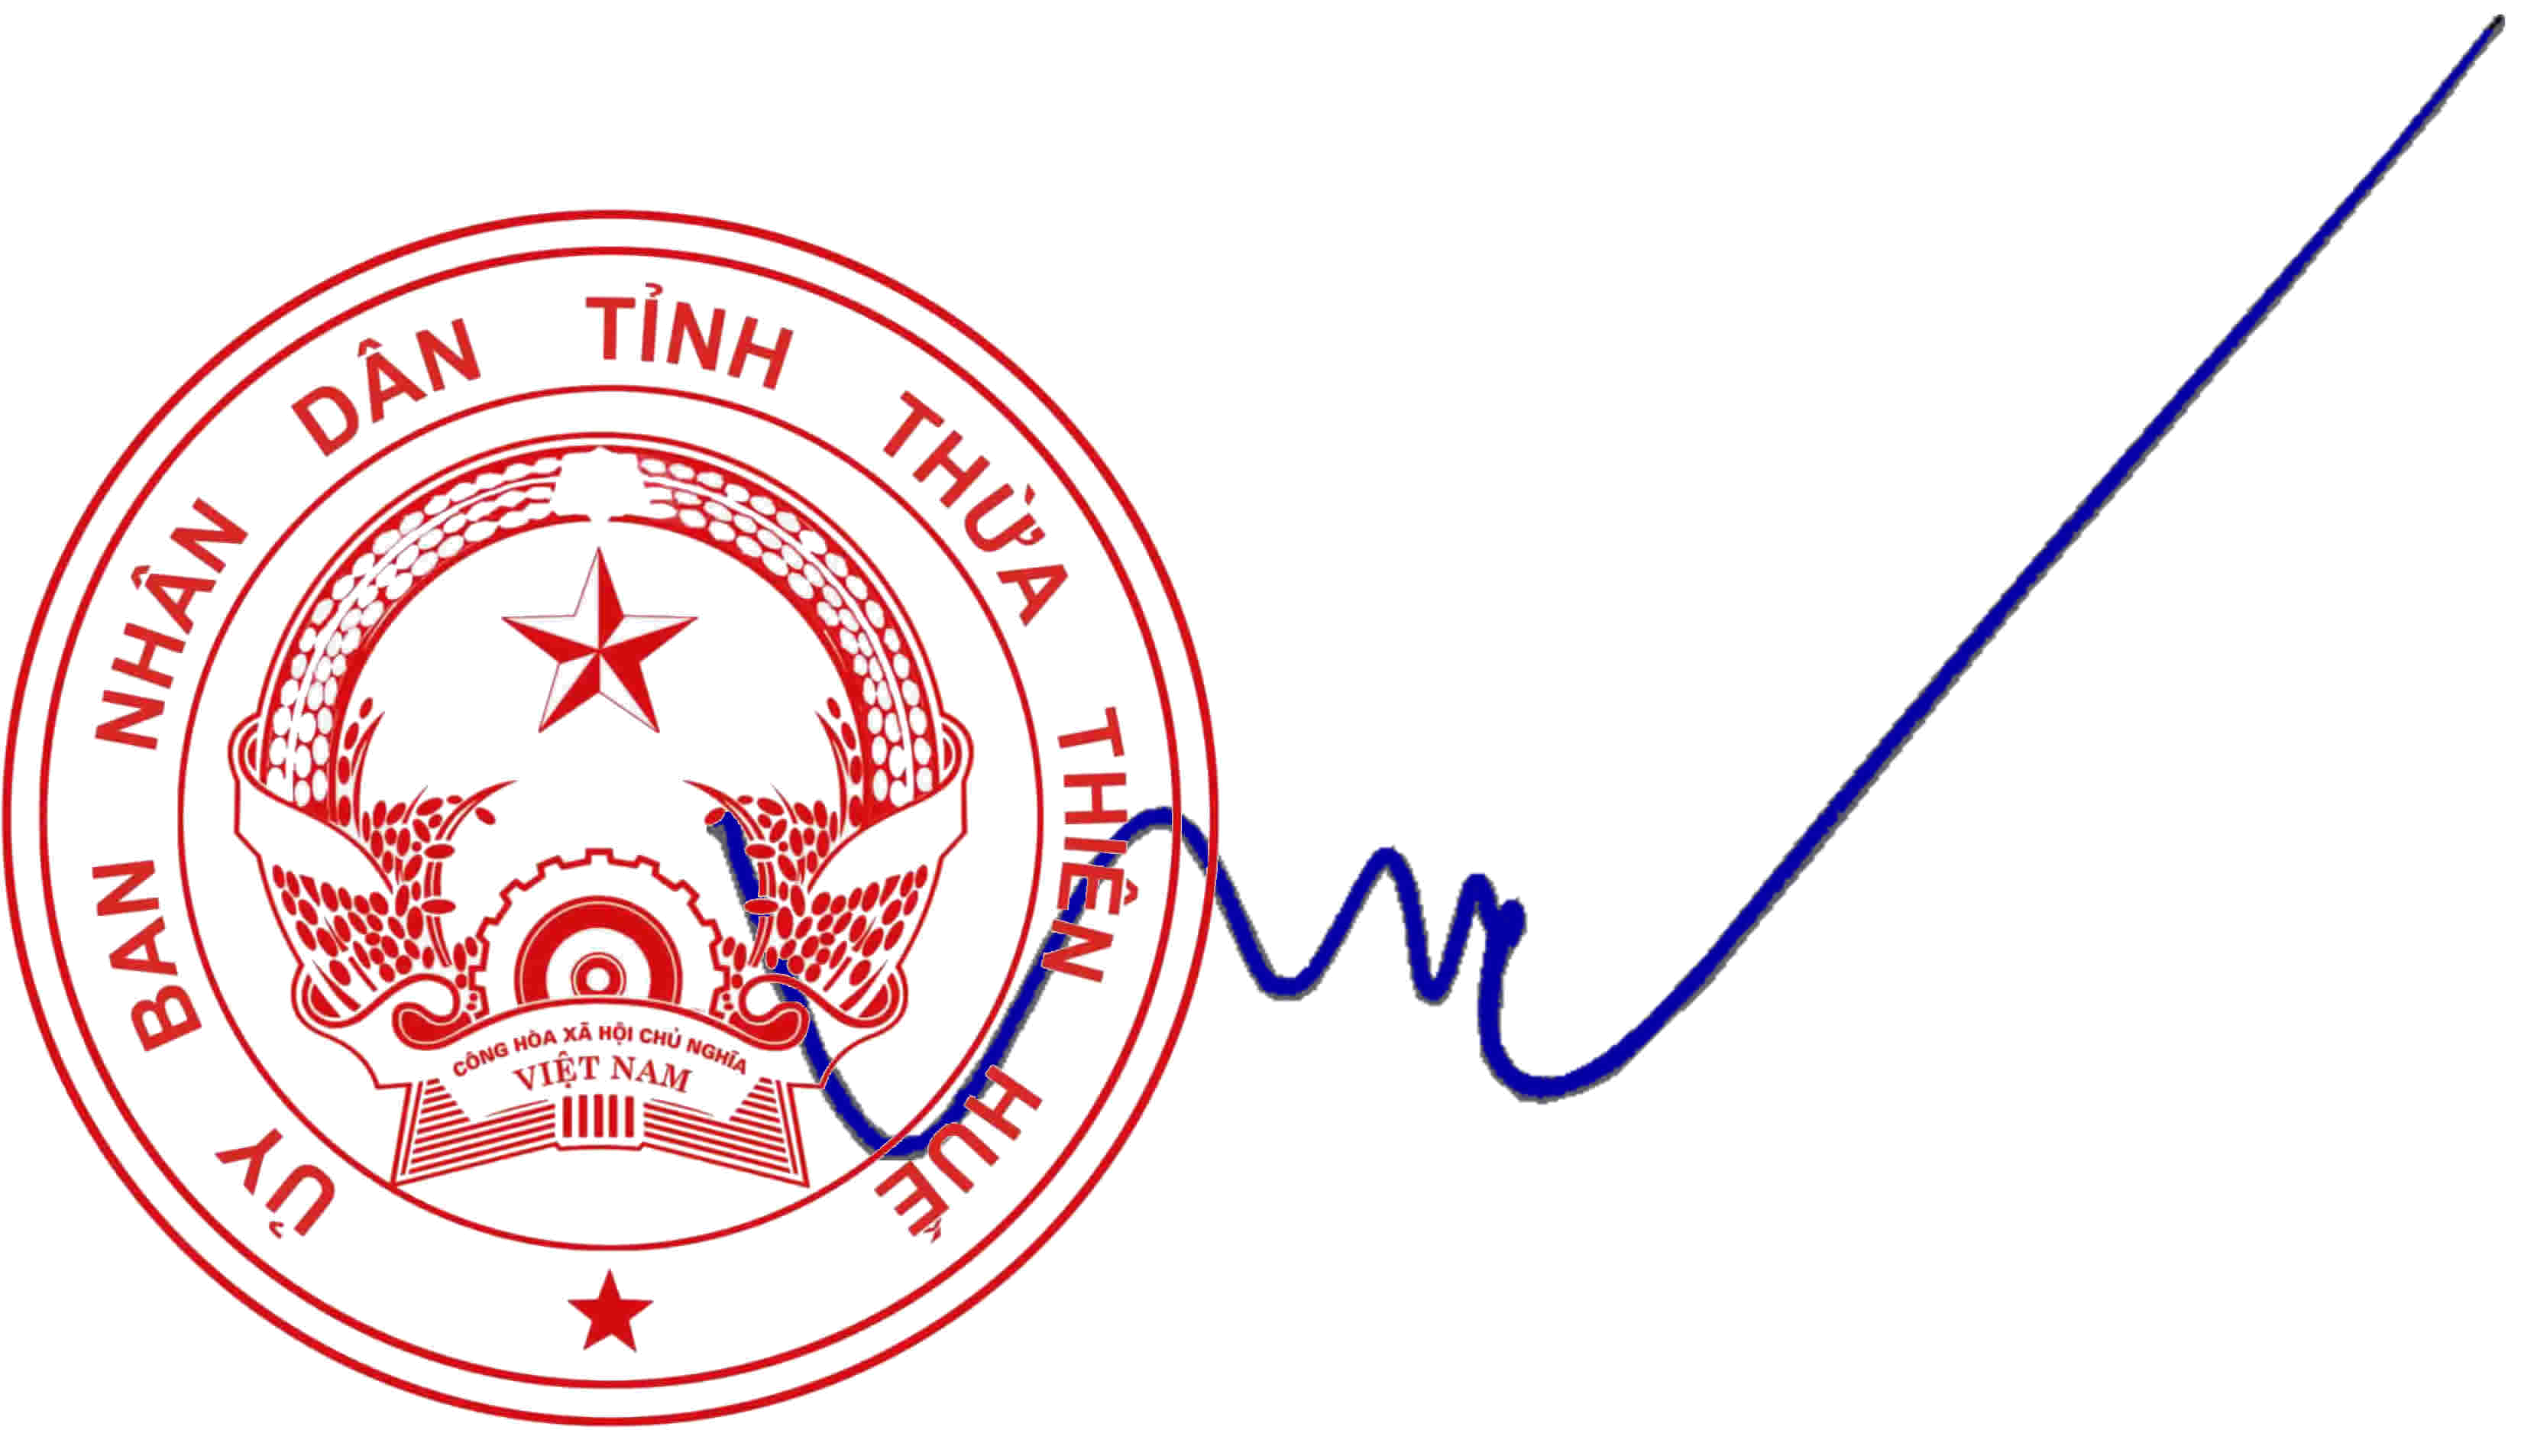 ỦY BAN NHÂN DÂN TỈNH THỪA THIÊN HUẾ
CỘNG HÒA XÃ HỘI CHỦ NGHĨA
VIỆT NAM